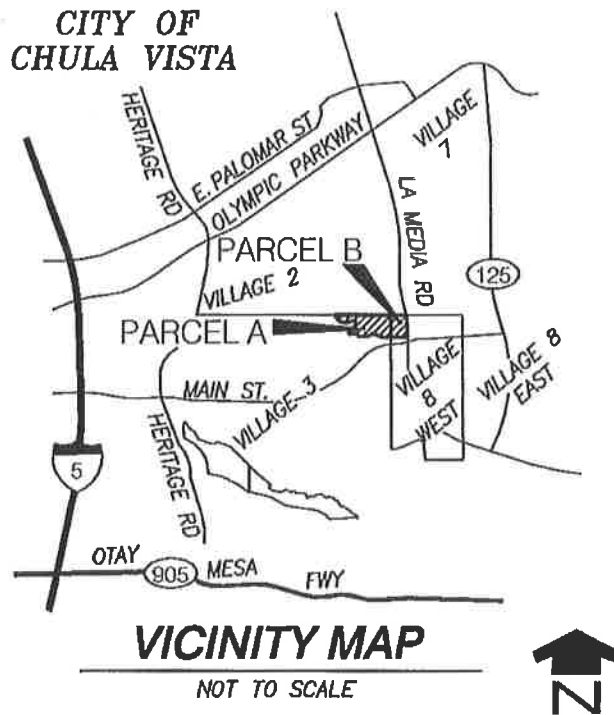 CITY OF
CHULA VISTA
HERITAGE RD
E. PALOMAR ST
OLYMPIC PARKWAY
VILLAGE
7
LA MEDIA RD
PARCEL B
125
VILLAGE 2
PARCEL A
MAIN ST.
VILLAGE 3
VILLAGE
8
WEST
VILLAGE 8
EAST
HERITAGE RD
5
OTAY
905
MESA
FWY
VICINITY MAP
NOT TO SCALE
N